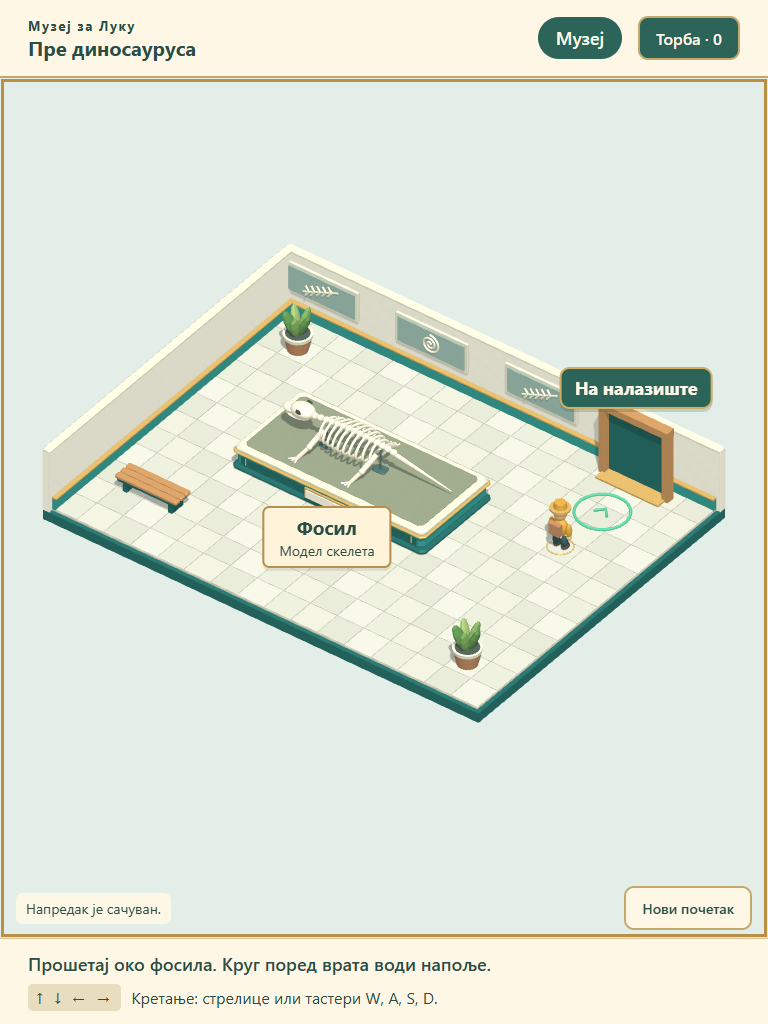 Музеј за Луку
Пре диносауруса
Музеј
Торба · 0
На налазиште
Фосил
Модел скелета
Напредак је сачуван.
Нови почетак
Прошетај око фосила. Круг поред врата води напоље.
↑ ↓ ← → Кретање: стрелице или тастери W, A, S, D.